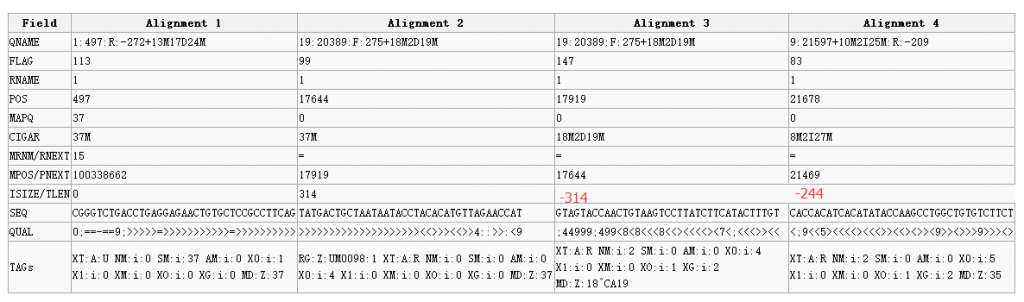 Field Alignment 1 Alignment 2 Alignment 3 Alignment 4
QNAME 1:497:R:-272+13M17D24M 19:20389:F:275+18M2D19M 19:20389:F:275+18M2D19M 9:21597+10M2I25M:R:-209
FLAG 113 99 147 83
RNAME 1 1 1 1
POS 497 17644 17919 21678
MAPQ 37 0 0 0
CIGAR 37M 37M 18M2D19M 8M2I27M
MRNM/RNEXT 15 = = =
MPOS/PNEXT 100338662 17919 17644 21469
ISIZE/TLEN 0 314 -314 -244
SEQ CGGGTCTGACCTGAGGAGAACTGTGCTCCGCCTTCAG TATGACTGCTAATAATACCTACACATGTTAGAACCAT GTAGTACCAACTGTAAGTCCTTATCTTCATACTTTGT CACCACATCACATATACCAAGCCTGGCTGTGTCTTCT
QUAL 0;==-==9;>>>>>=>>>>>>>>>>>=>>>>>>>>>> >>>>>>>>>>>>>>>>>>>><<>>><<>>4::>>:<9 ;44999;499<8<8<<<8<<><<<<><7<;<<<>><< <;9<<5><<<<><<<>><<><>><9>>><>>9>>><>
TAGs XT:A:U NM:i:0 SM:i:37 AM:i:0 X0:i:1 RG:Z:UM0098:1 XT:A:R NM:i:0 SM:i:0 AM:i:0 XT:A:R NM:i:2 SM:i:0 AM:i:0 X0:i:4 XT:A:R NM:i:2 SM:i:0 AM:i:0 X0:i:5
X1:i:0 XM:i:0 XO:i:0 XG:i:0 MD:Z:37 X0:i:4 X1:i:0 XM:i:0 XO:i:0 XG:i:0 MD:Z:37 X1:i:0 XM:i:0 XO:i:1 XG:i:2 X1:i:0 XM:i:0 XO:i:1 XG:i:2 MD:Z:35
MD:Z:18^CA19